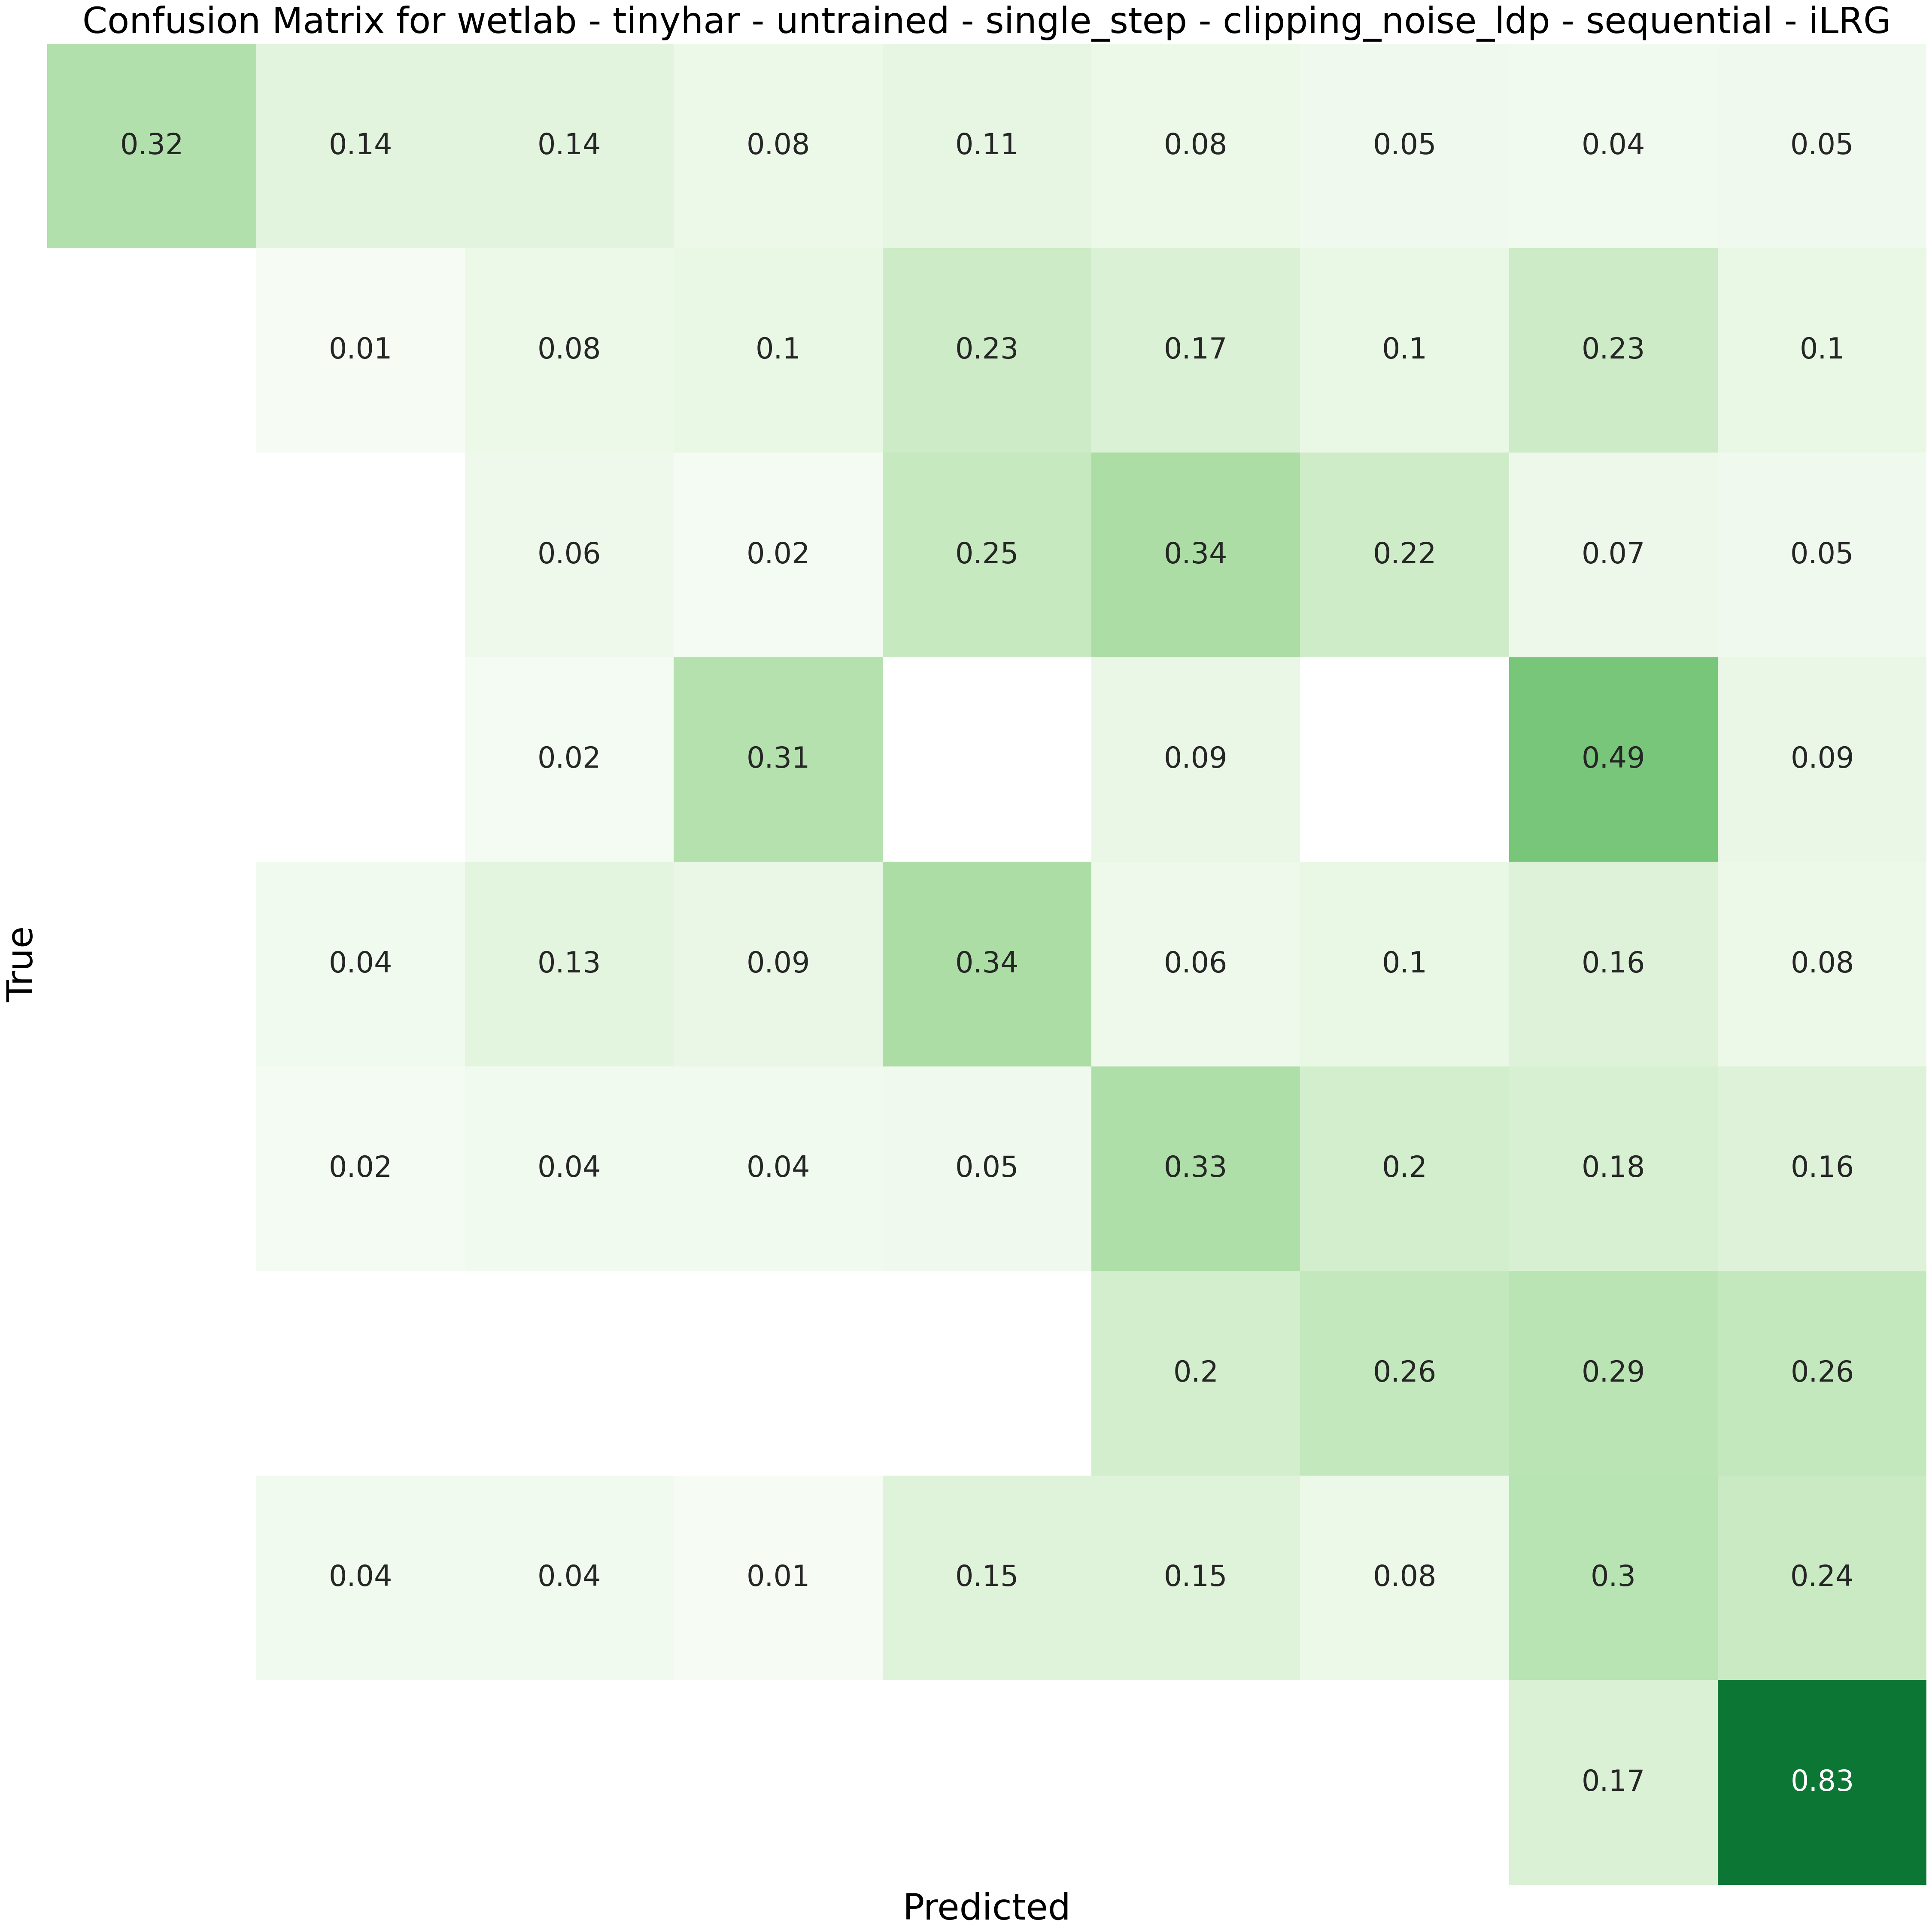 Confusion Matrix for wetlab - tinyhar - untrained - single_step - clipping_noise_ldp - sequential - iLRG
0.32 0.14 0.14 0.08 0.11 0.08 0.05 0.04 0.05
0.01 0.08 0.1 0.23 0.17 0.1 0.23 0.1
0.06 0.02 0.25 0.34 0.22 0.07 0.05
0.02 0.31 0.09 0.49 0.09
True
0.04 0.13 0.09 0.34 0.06 0.1 0.16 0.08
0.02 0.04 0.04 0.05 0.33 0.2 0.18 0.16
0.2 0.26 0.29 0.26
0.04 0.04 0.01 0.15 0.15 0.08 0.3 0.24
0.17 0.83
Predicted